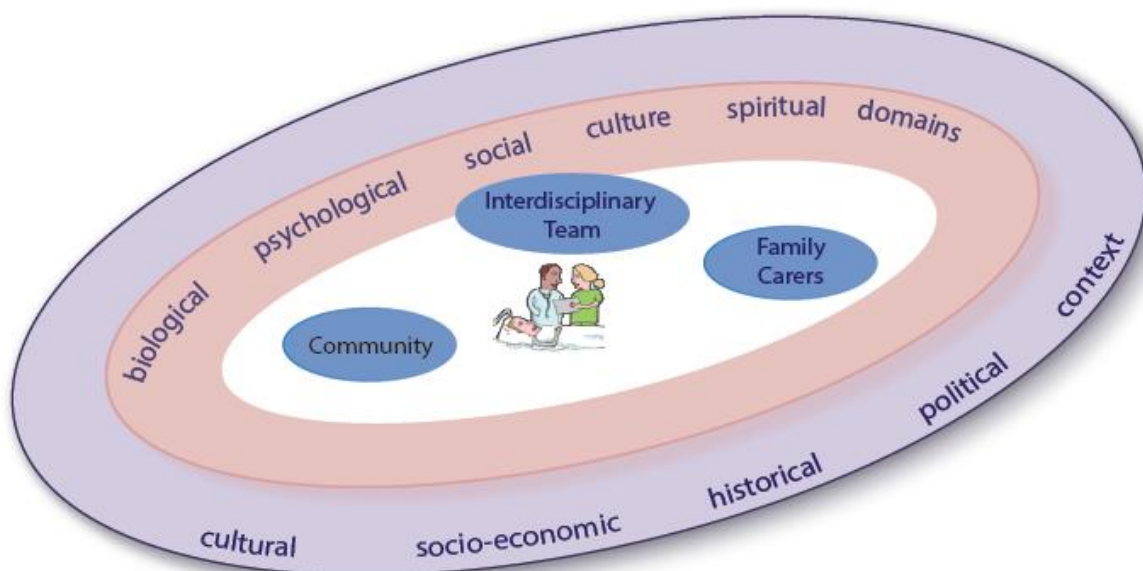 biological psychological social culture spiritual domains
Interdisciplinary
Team
Family
Carers
Community
cultural socio-economic historical political context